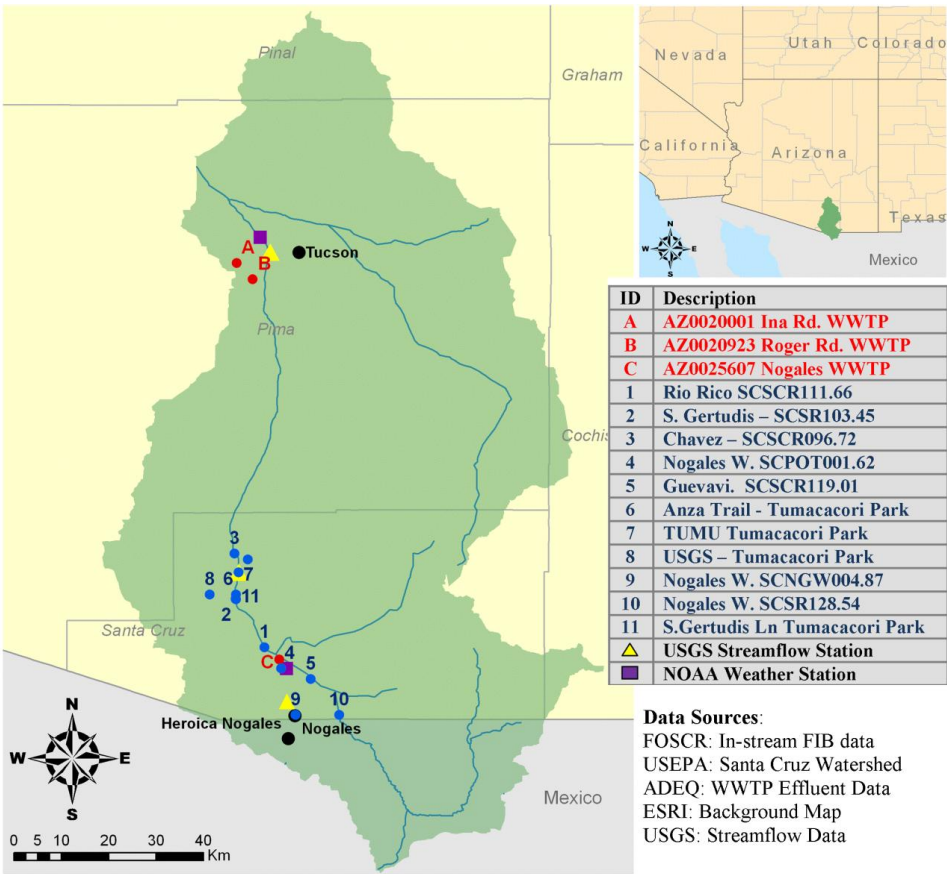 Pinal
Graham
A
B
Tucson
Pima
Cochis
3
6
7
8
11
2
Santa Cruz
1
C
4
5
9
10
Heroica Nogales
Nogales
Mexico
N
W E
S
0 5 10 20 30 40
Km
Nevada
Utah
Colorado
California
Arizona
Texas
N
W E
S
Mexico
ID Description
A AZ0020001 Ina Rd. WWTP
B AZ0020923 Roger Rd. WWTP
C AZ0025607 Nogales WWTP
1 Rio Rico SCSCR111.66
2 S. Gertudis – SCSR103.45
3 Chavez – SCSCR096.72
4 Nogales W. SCPOT001.62
5 Guevavi. SCSCR119.01
6 Anza Trail - Tumacacori Park
7 TUMU Tumacacori Park
8 USGS – Tumacacori Park
9 Nogales W. SCNGW004.87
10 Nogales W. SCSR128.54
11 S.Gertudis Ln Tumacacori Park
USGS Streamflow Station
NOAA Weather Station
Data Sources:
FOSCR: In-stream FIB data
USEPA: Santa Cruz Watershed
ADEQ: WWTP Effluent Data
ESRI: Background Map
USGS: Streamflow Data